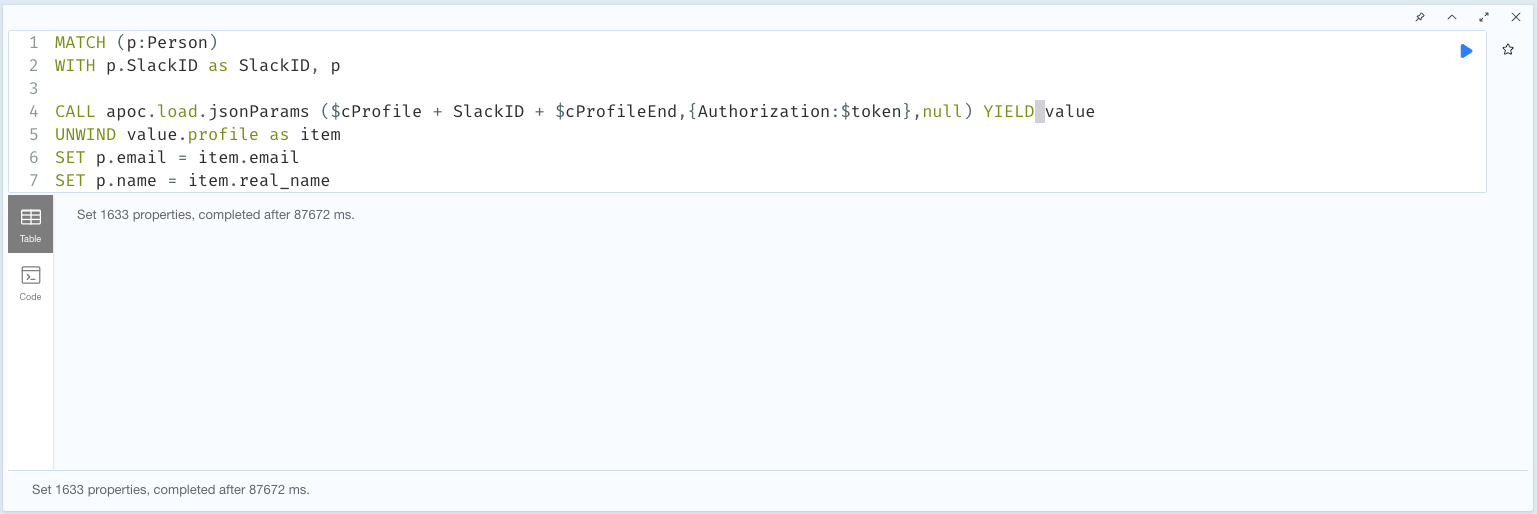 1 MATCH (p:Person)
2 WITH p.SlackID as SlackID, p
3
4 CALL apoc.load.jsonParams ($cProfile + SlackID + $cProfileEnd,{Authorization:$token},null) YIELD value
5 UNWIND value.profile as item
6 SET p.email = item.email
7 SET p.name = item.real_name
Set 1633 properties, completed after 87672 ms.
Table
Code
Set 1633 properties, completed after 87672 ms.